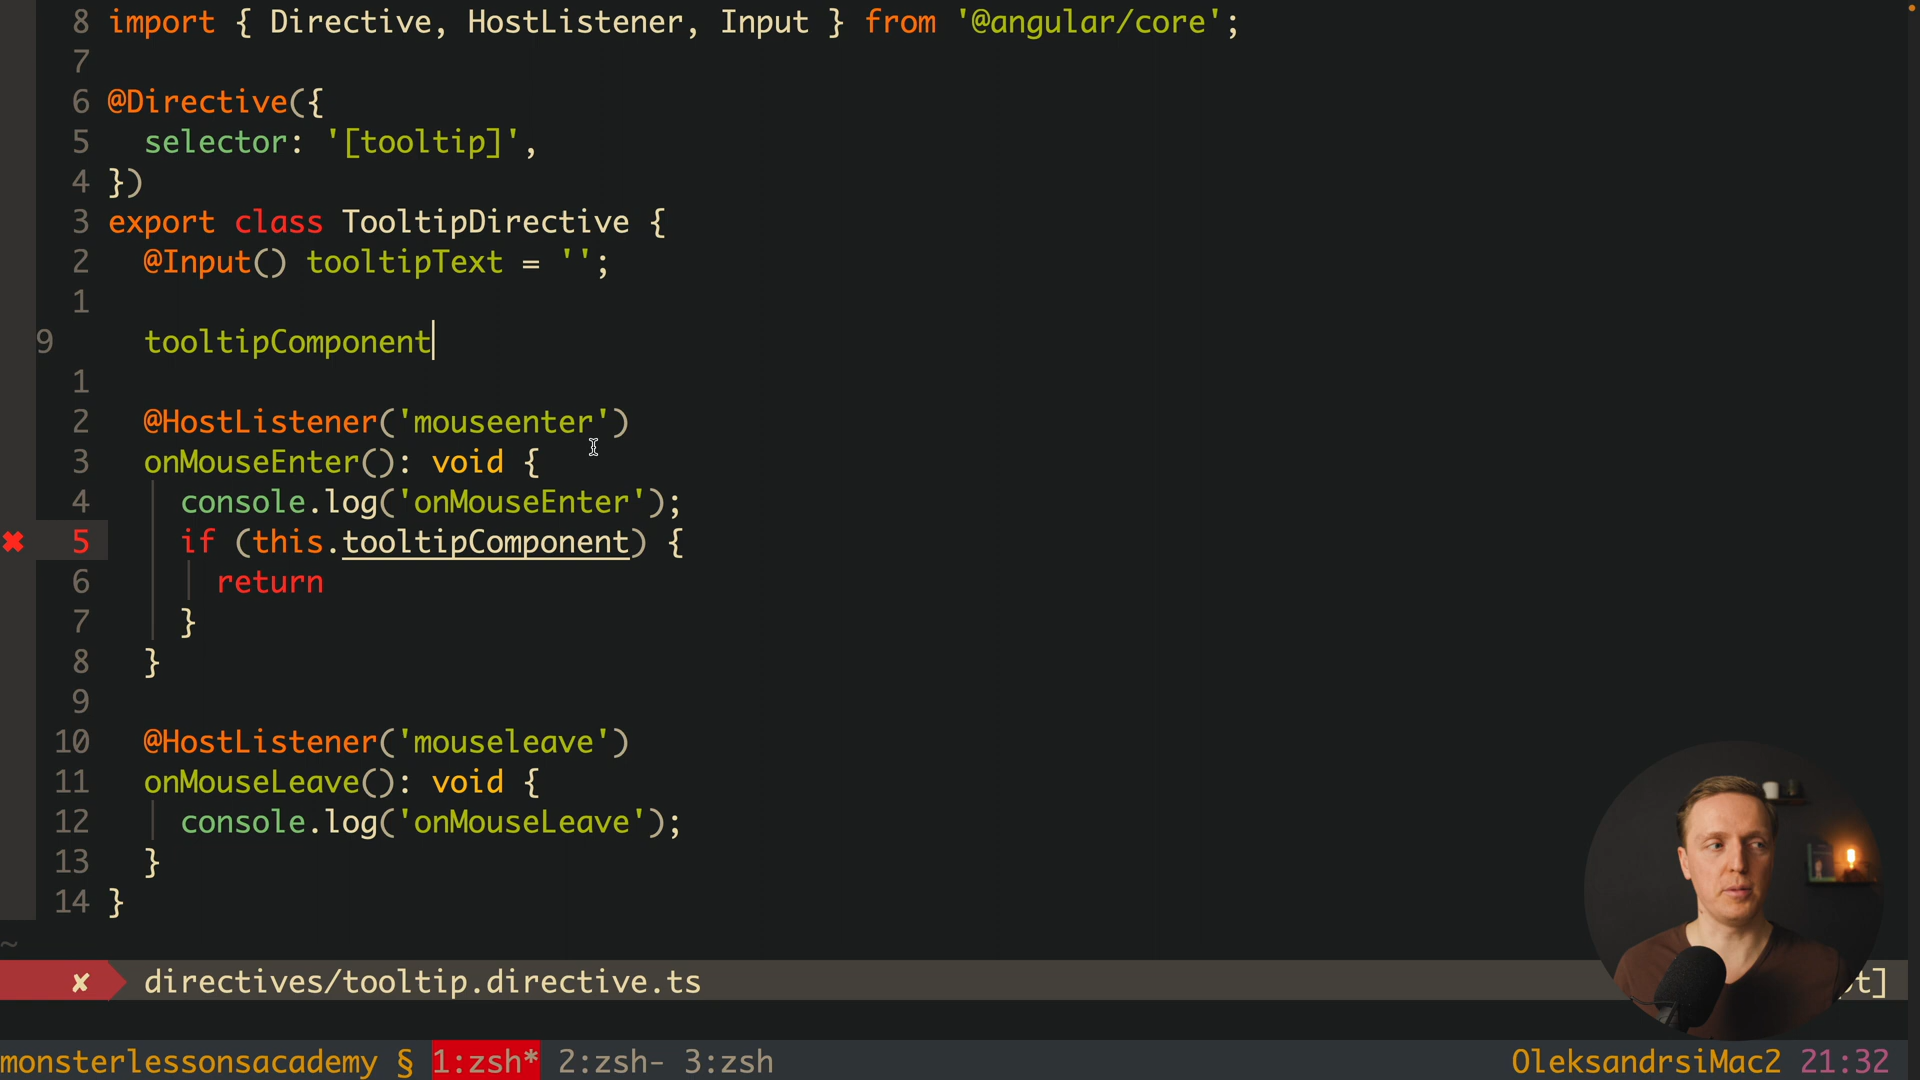 8 import { Directive, HostListener, Input } from '@angular/core';
7
6 @Directive({
5   selector: '[tooltip]',
4 })
3 export class TooltipDirective {
2   @Input() tooltipText = '';
1
9   tooltipComponent
1
2   @HostListener('mouseenter')
3   onMouseEnter(): void {
4     console.log('onMouseEnter');
✖ 5     if (this.tooltipComponent) {
6       return
7     }
8   }
9
10   @HostListener('mouseleave')
11   onMouseLeave(): void {
12     console.log('onMouseLeave');
13   }
14 }
~
✘ directives/tooltip.directive.ts t]
monsterlessonsacademy § 1:zsh* 2:zsh- 3:zsh OleksandrsiMac2 21:32